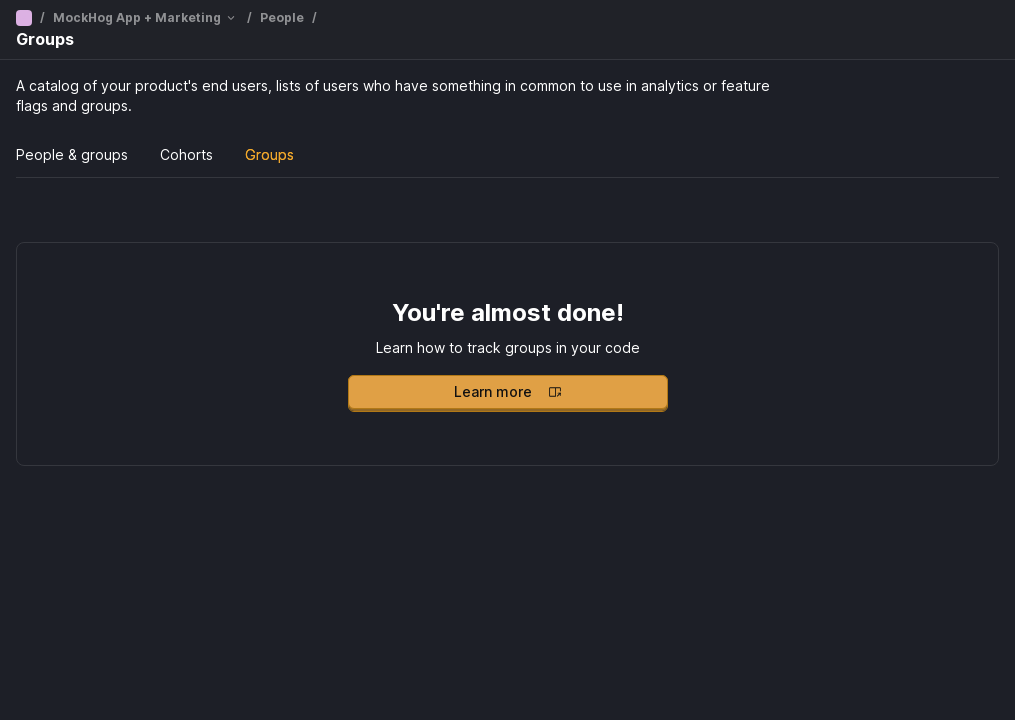 / MockHog App + Marketing / People /
Groups
A catalog of your product's end users, lists of users who have something in common to use in analytics or feature
flags and groups.
People & groups Cohorts Groups
You're almost done!
Learn how to track groups in your code
Learn more